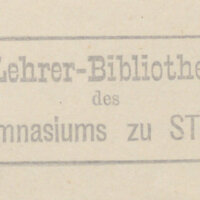 Lehrer-Bibliothe
des
mnasiums zu ST